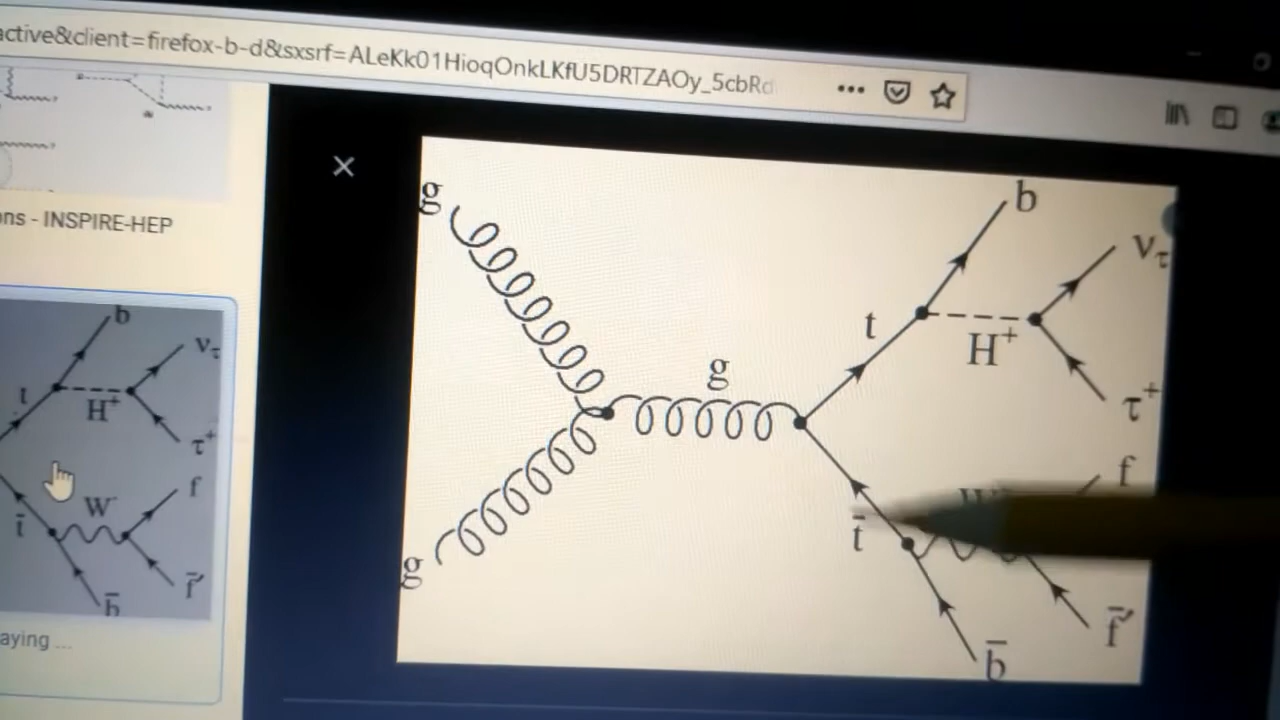 active&client=firefox-b-d&sxsrf=ALeKk01HioqOnkLKfU5DRTZAOy_5cbRd
ons - INSPIRE-HEP
b
ντ
t
H+
τ+
f
W-
t̄
f̄'
b̄
aying ...
g
b
ντ
t
H+
g
τ+
f
t̄
g
f̄'
b̄